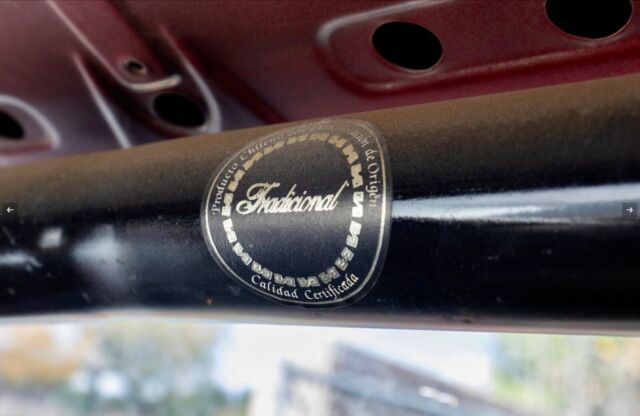 Producto Chileno
de Origen
Tradicional
Calidad Certificada